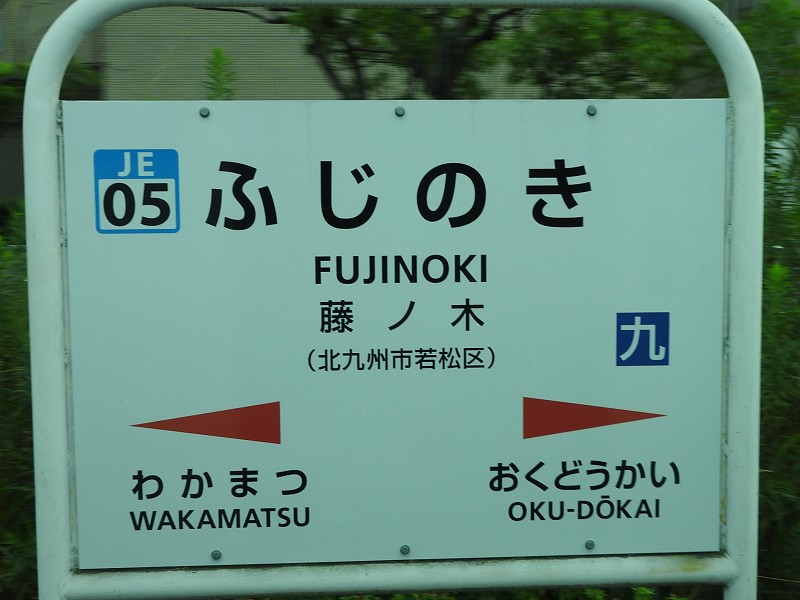 JE
05
ふじのき
FUJINOKI
藤ノ木
（北九州市若松区）
九
わかまつ
WAKAMATSU
おくどうかい
OKU-DŌKAI